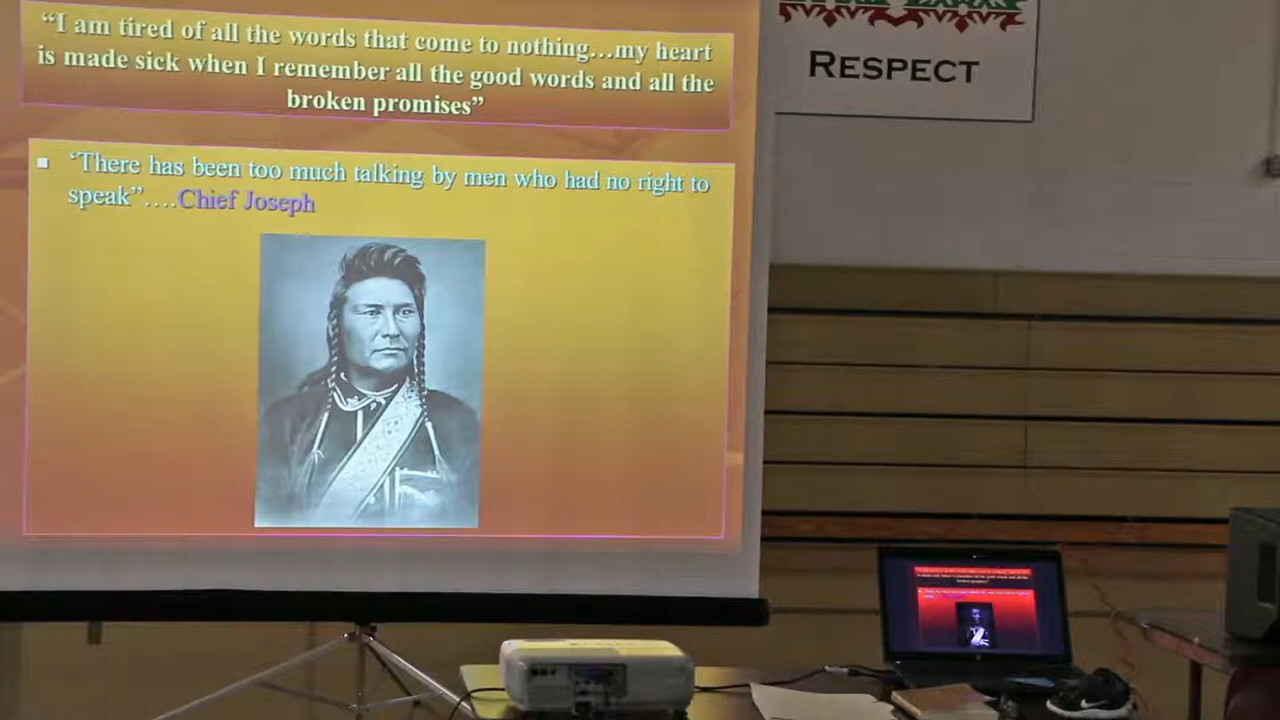 “I am tired of all the words that come to nothing…my heart
is made sick when I remember all the good words and all the
broken promises”
‘There has been too much talking by men who had no right to
speak”….Chief Joseph
RESPECT